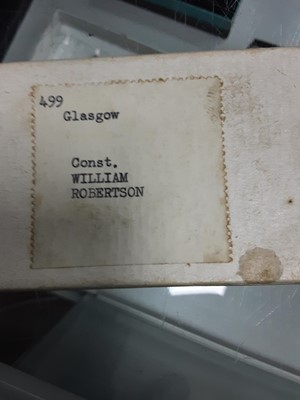 499
Glasgow
Const.
WILLIAM
ROBERTSON